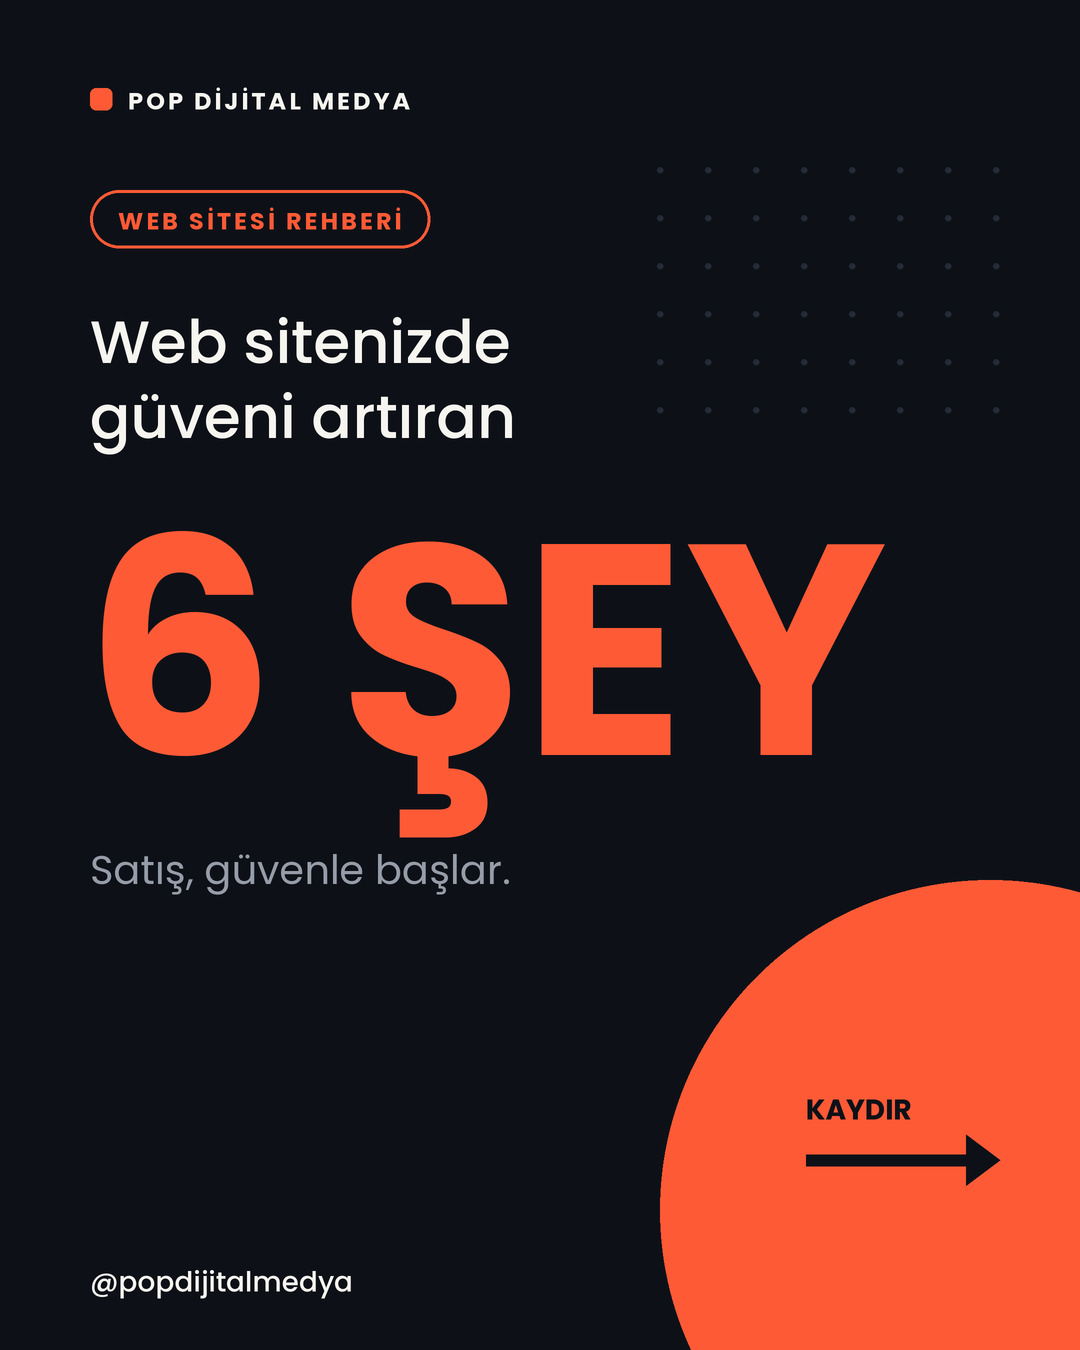 POP DİJİTAL MEDYA
WEB SİTESİ REHBERİ
Web sitenizde
güveni artıran
6 ŞEY
Satış, güvenle başlar.
KAYDIR
@popdijitalmedya